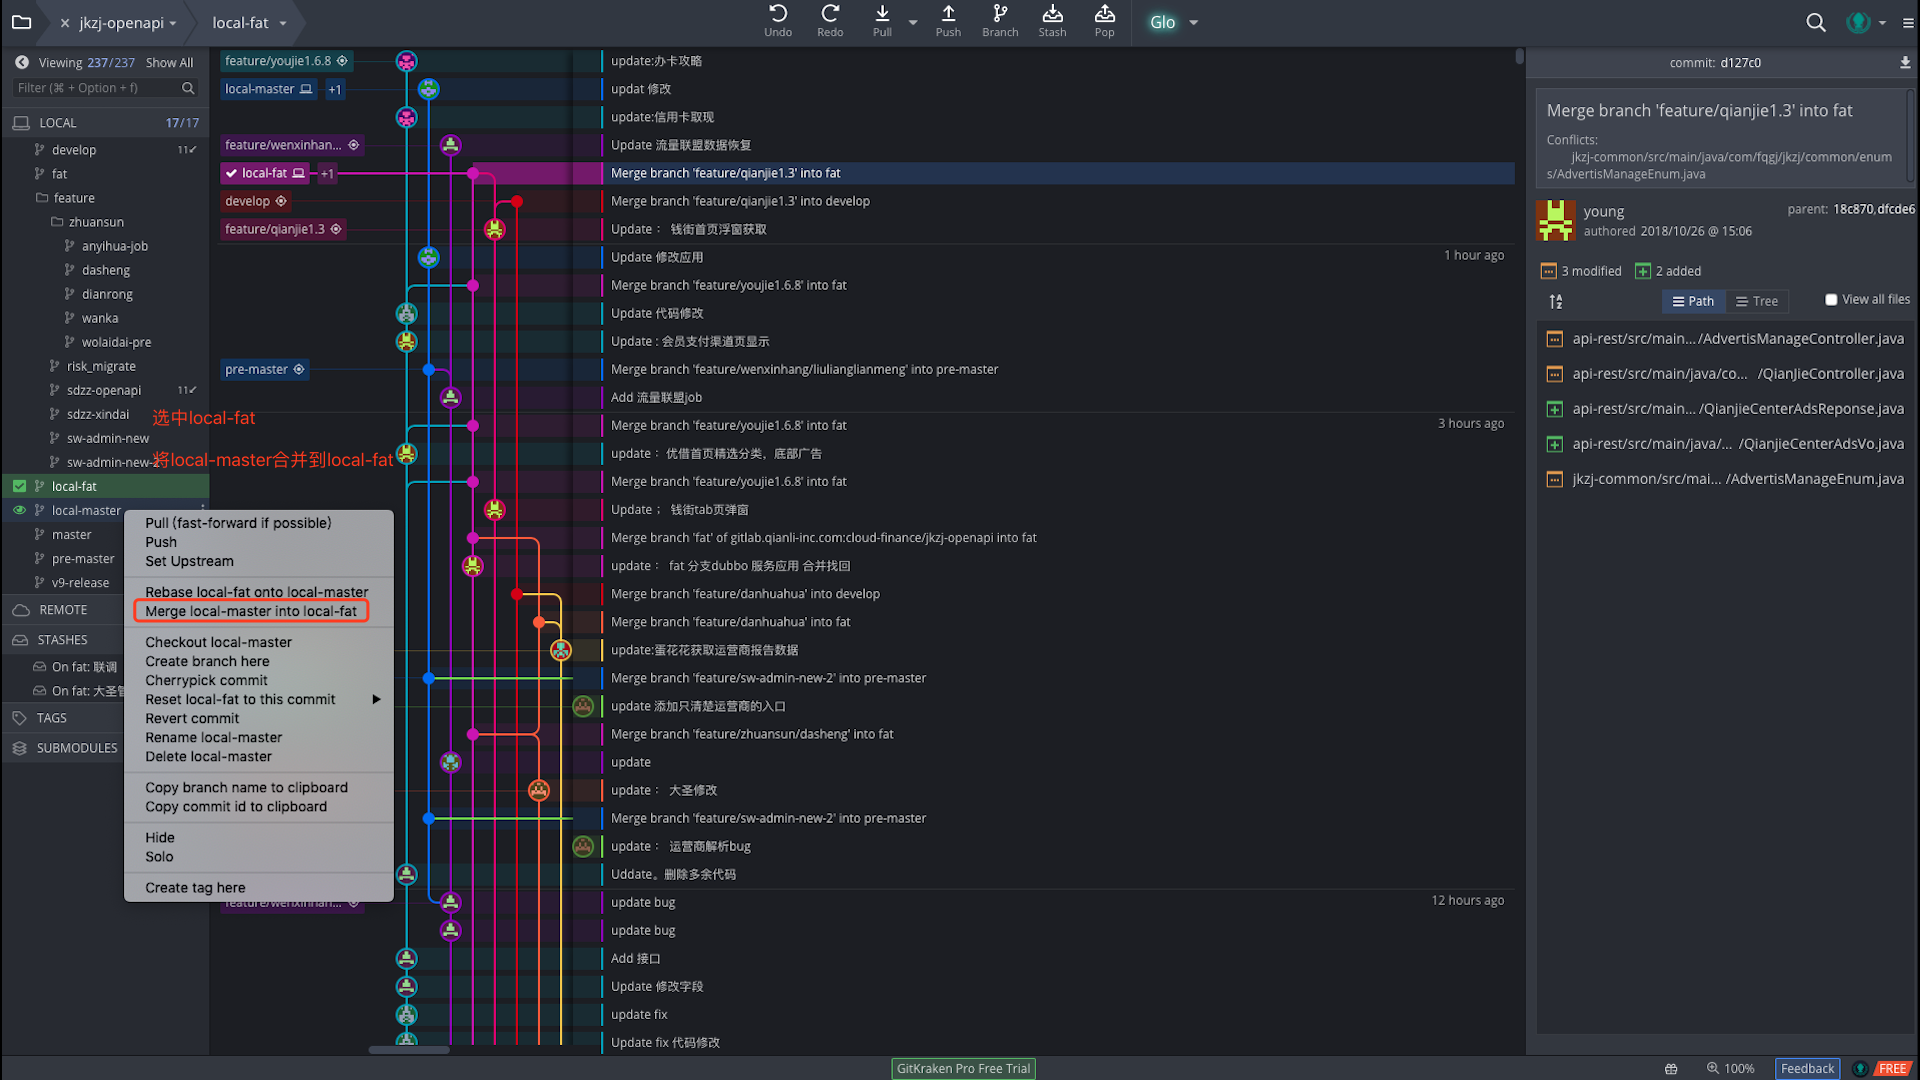 jkzj-openapi
local-fat
Undo
Redo
Pull
Push
Branch
Stash
Pop
Glo
Viewing 237/237 Show All
Filter (⌘ + Option + f)
LOCAL 17/17
develop 11
fat
feature
zhuansun
anyihua-job
dasheng
dianrong
wanka
wolaidai-pre
risk_migrate
sdzz-openapi 11
sdzz-xindai
选中local-fat
sw-admin-new
sw-admin-new-2
将local-master合并到local-fat
local-fat
local-master
master
pre-master
v9-release
REMOTE
STASHES
On fat: 联调
On fat: 大圣
TAGS
SUBMODULES
Pull (fast-forward if possible)
Push
Set Upstream
Rebase local-fat onto local-master
Merge local-master into local-fat
Checkout local-master
Create branch here
Cherrypick commit
Reset local-fat to this commit
Revert commit
Rename local-master
Delete local-master
Copy branch name to clipboard
Copy commit id to clipboard
Hide
Solo
Create tag here
feature/youjie1.6.8 update:办卡攻略
local-master +1 updat 修改
update:信用卡取现
feature/wenxinhan... Update 流量联盟数据恢复
local-fat +1 Merge branch 'feature/qianjie1.3' into fat
develop Merge branch 'feature/qianjie1.3' into develop
feature/qianjie1.3 Update： 钱街首页浮窗获取
Update 修改应用 1 hour ago
Merge branch 'feature/youjie1.6.8' into fat
Update 代码修改
Update : 会员支付渠道页显示
pre-master Merge branch 'feature/wenxinhang/liulianglianmeng' into pre-master
Add 流量联盟job
Merge branch 'feature/youjie1.6.8' into fat 3 hours ago
update：优借首页精选分类，底部广告
Merge branch 'feature/youjie1.6.8' into fat
Update； 钱街tab页弹窗
Merge branch 'fat' of gitlab.qianli-inc.com:cloud-finance/jkzj-openapi into fat
update： fat 分支dubbo 服务应用 合并找回
Merge branch 'feature/danhuahua' into develop
Merge branch 'feature/danhuahua' into fat
update:蛋花花获取运营商报告数据
Merge branch 'feature/sw-admin-new-2' into pre-master
update 添加只清楚运营商的入口
Merge branch 'feature/zhuansun/dasheng' into fat
update
update： 大圣修改
Merge branch 'feature/sw-admin-new-2' into pre-master
update： 运营商解析bug
Uddate。删除多余代码
feature/wenxinhan... update bug 12 hours ago
update bug
Add 接口
Update 修改字段
update fix
Update fix 代码修改
commit: d127c0
Merge branch 'feature/qianjie1.3' into fat
Conflicts:
jkzj-common/src/main/java/com/fqgj/jkzj/common/enum
s/AdvertisManageEnum.java
young
authored 2018/10/26 @ 15:06
parent: 18c870,dfcde6
3 modified 2 added
Path Tree View all files
api-rest/src/main... /AdvertisManageController.java
api-rest/src/main/java/co... /QianJieController.java
api-rest/src/main... /QianjieCenterAdsReponse.java
api-rest/src/main/java/... /QianjieCenterAdsVo.java
jkzj-common/src/mai... /AdvertisManageEnum.java
GitKraken Pro Free Trial
100%
Feedback
FREE